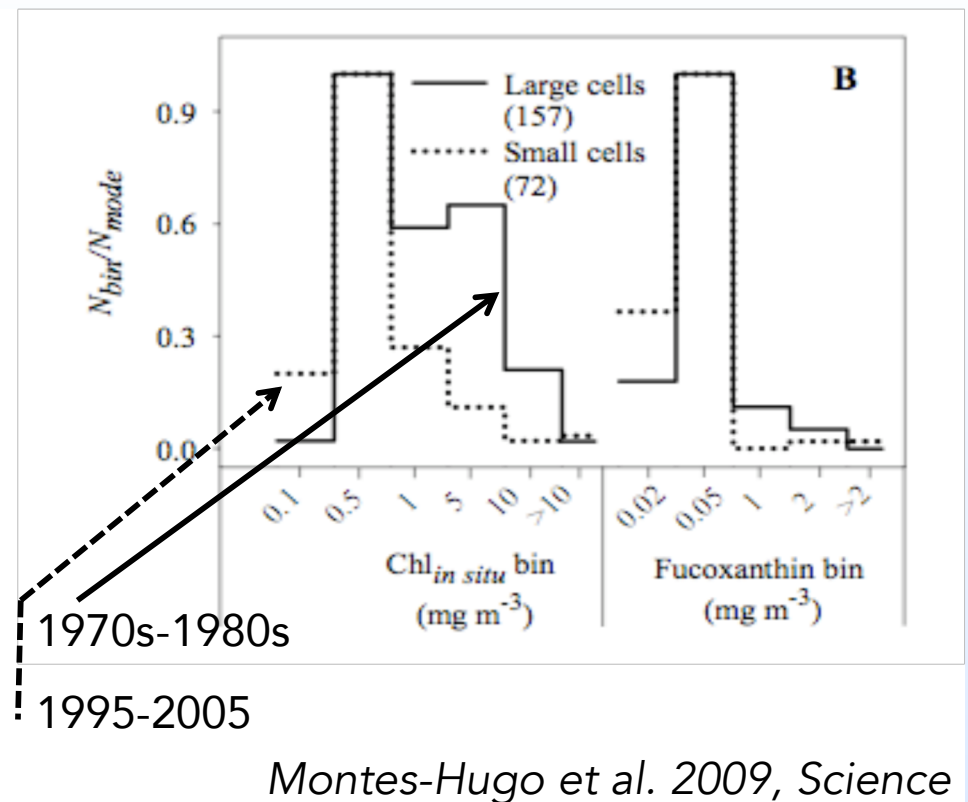 B
Large cells
(157)
Small cells
(72)
N_bin/N_mode
0.9
0.6
0.3
0.0
0.1 0.5 1 5 10 >10
0.02 0.05 1 2 >2
Chl_in situ bin
(mg m^-3)
Fucoxanthin bin
(mg m^-3)
1970s-1980s
1995-2005
Montes-Hugo et al. 2009, Science